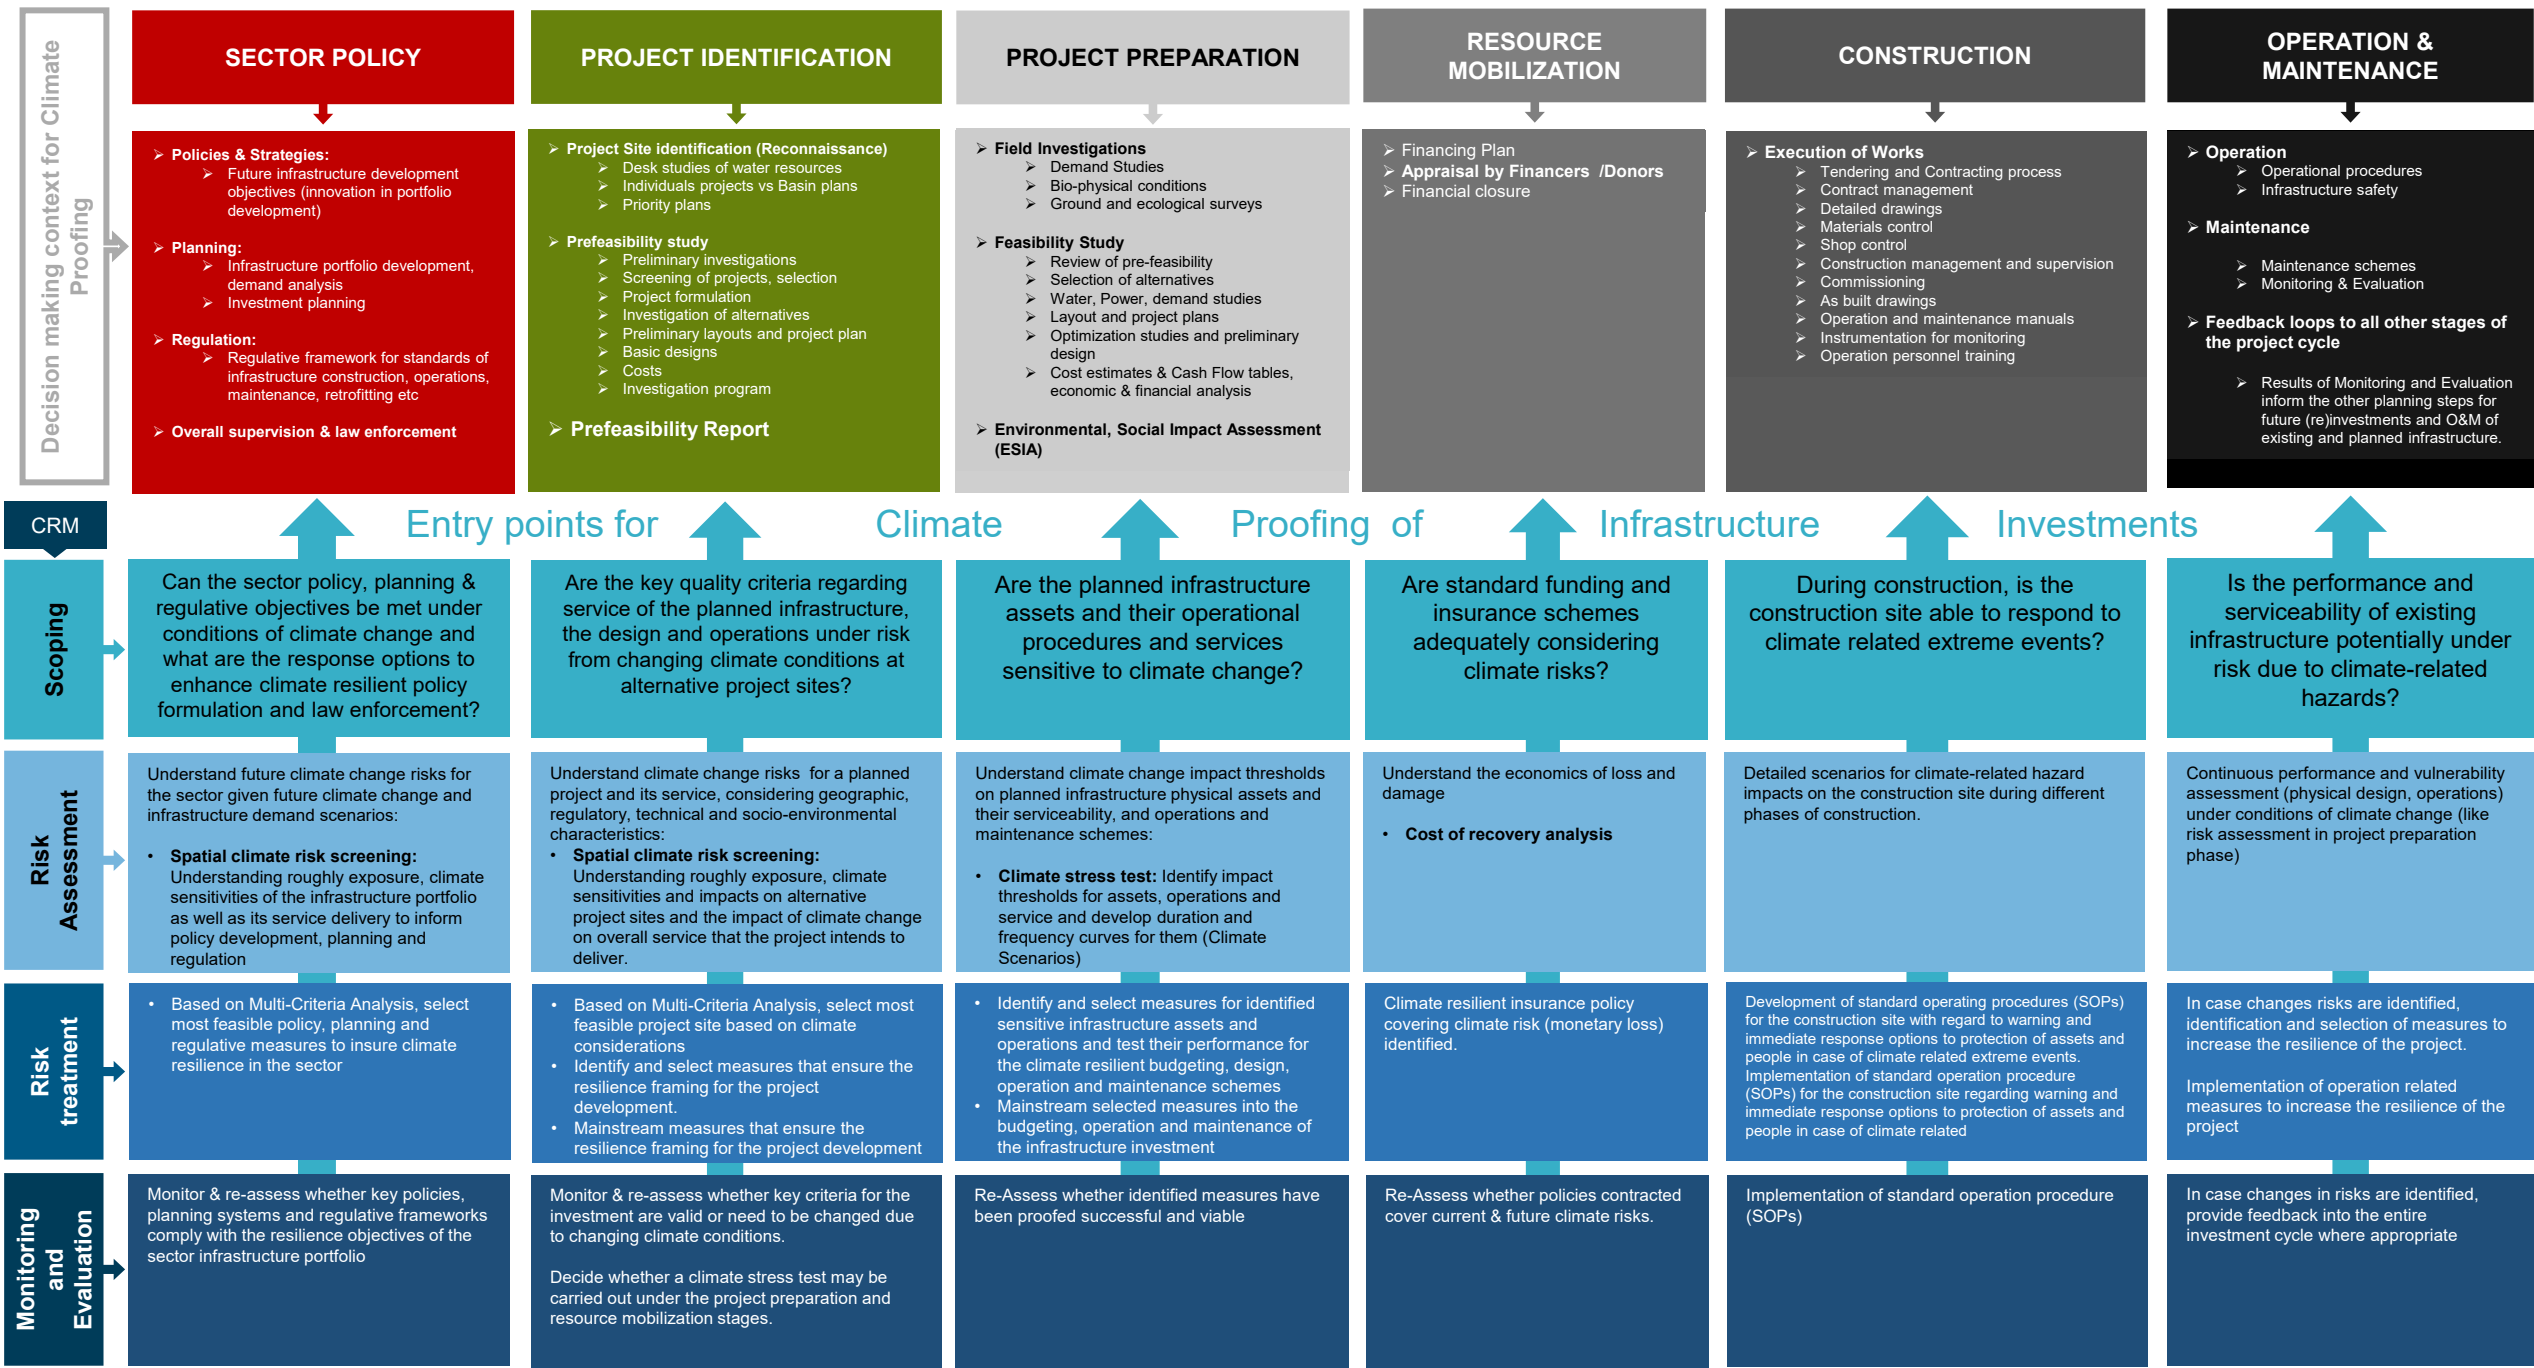 Decision making context for Climate
Proofing
SECTOR POLICY
PROJECT IDENTIFICATION
PROJECT PREPARATION
RESOURCE
MOBILIZATION
CONSTRUCTION
OPERATION &
MAINTENANCE
➢ Policies & Strategies:
➢ Future infrastructure development
objectives (innovation in portfolio
development)
➢ Planning:
➢ Infrastructure portfolio development,
demand analysis
➢ Investment planning
➢ Regulation:
➢ Regulative framework for standards of
infrastructure construction, operations,
maintenance, retrofitting etc
➢ Overall supervision & law enforcement
➢ Project Site identification (Reconnaissance)
➢ Desk studies of water resources
➢ Individuals projects vs Basin plans
➢ Priority plans
➢ Prefeasibility study
➢ Preliminary investigations
➢ Screening of projects, selection
➢ Project formulation
➢ Investigation of alternatives
➢ Preliminary layouts and project plan
➢ Basic designs
➢ Costs
➢ Investigation program
➢ Prefeasibility Report
➢ Field Investigations
➢ Demand Studies
➢ Bio-physical conditions
➢ Ground and ecological surveys
➢ Feasibility Study
➢ Review of pre-feasibility
➢ Selection of alternatives
➢ Water, Power, demand studies
➢ Layout and project plans
➢ Optimization studies and preliminary
design
➢ Cost estimates & Cash Flow tables,
economic & financial analysis
➢ Environmental, Social Impact Assessment
(ESIA)
➢ Financing Plan
➢ Appraisal by Financers /Donors
➢ Financial closure
➢ Execution of Works
➢ Tendering and Contracting process
➢ Contract management
➢ Detailed drawings
➢ Materials control
➢ Shop control
➢ Construction management and supervision
➢ Commissioning
➢ As built drawings
➢ Operation and maintenance manuals
➢ Instrumentation for monitoring
➢ Operation personnel training
➢ Operation
➢ Operational procedures
➢ Infrastructure safety
➢ Maintenance
➢ Maintenance schemes
➢ Monitoring & Evaluation
➢ Feedback loops to all other stages of
the project cycle
➢ Results of Monitoring and Evaluation
inform the other planning steps for
future (re)investments and O&M of
existing and planned infrastructure.
CRM
Entry points for Climate Proofing of Infrastructure Investments
Scoping
Can the sector policy, planning &
regulative objectives be met under
conditions of climate change and
what are the response options to
enhance climate resilient policy
formulation and law enforcement?
Are the key quality criteria regarding
service of the planned infrastructure,
the design and operations under risk
from changing climate conditions at
alternative project sites?
Are the planned infrastructure
assets and their operational
procedures and services
sensitive to climate change?
Are standard funding and
insurance schemes
adequately considering
climate risks?
During construction, is the
construction site able to respond to
climate related extreme events?
Is the performance and
serviceability of existing
infrastructure potentially under
risk due to climate-related
hazards?
Risk
Assessment
Understand future climate change risks for
the sector given future climate change and
infrastructure demand scenarios:
• Spatial climate risk screening:
Understanding roughly exposure, climate
sensitivities of the infrastructure portfolio
as well as its service delivery to inform
policy development, planning and
regulation
Understand climate change risks for a planned
project and its service, considering geographic,
regulatory, technical and socio-environmental
characteristics:
• Spatial climate risk screening:
Understanding roughly exposure, climate
sensitivities and impacts on alternative
project sites and the impact of climate change
on overall service that the project intends to
deliver.
Understand climate change impact thresholds
on planned infrastructure physical assets and
their serviceability, and operations and
maintenance schemes:
• Climate stress test: Identify impact
thresholds for assets, operations and
service and develop duration and
frequency curves for them (Climate
Scenarios)
Understand the economics of loss and
damage
• Cost of recovery analysis
Detailed scenarios for climate-related hazard
impacts on the construction site during different
phases of construction.
Continuous performance and vulnerability
assessment (physical design, operations)
under conditions of climate change (like
risk assessment in project preparation
phase)
Risk
treatment
• Based on Multi-Criteria Analysis, select
most feasible policy, planning and
regulative measures to insure climate
resilience in the sector
• Based on Multi-Criteria Analysis, select most
feasible project site based on climate
considerations
• Identify and select measures that ensure the
resilience framing for the project
development.
• Mainstream measures that ensure the
resilience framing for the project development
• Identify and select measures for identified
sensitive infrastructure assets and
operations and test their performance for
the climate resilient budgeting, design,
operation and maintenance schemes
• Mainstream selected measures into the
budgeting, operation and maintenance of
the infrastructure investment
Climate resilient insurance policy
covering climate risk (monetary loss)
identified.
Development of standard operating procedures (SOPs)
for the construction site with regard to warning and
immediate response options to protection of assets and
people in case of climate related extreme events.
Implementation of standard operation procedure
(SOPs) for the construction site regarding warning and
immediate response options to protection of assets and
people in case of climate related
In case changes risks are identified,
identification and selection of measures to
increase the resilience of the project.
Implementation of operation related
measures to increase the resilience of the
project
Monitoring
and
Evaluation
Monitor & re-assess whether key policies,
planning systems and regulative frameworks
comply with the resilience objectives of the
sector infrastructure portfolio
Monitor & re-assess whether key criteria for the
investment are valid or need to be changed due
to changing climate conditions.
Decide whether a climate stress test may be
carried out under the project preparation and
resource mobilization stages.
Re-Assess whether identified measures have
been proofed successful and viable
Re-Assess whether policies contracted
cover current & future climate risks.
Implementation of standard operation procedure
(SOPs)
In case changes in risks are identified,
provide feedback into the entire
investment cycle where appropriate